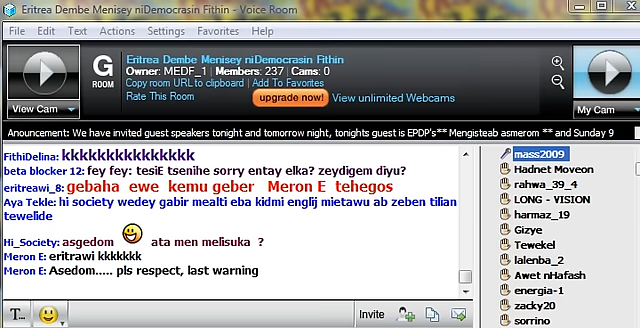 Eritrea Dembe Menisey niDemocrasin Fithin - Voice Room
File Edit Text Actions Settings Favorites Help
G
ROOM
Eritrea Dembe Menisey niDemocrasin Fithin
Owner: MEDF_1 | Members: 237 | Cams: 0
Copy room URL to clipboard | Add To Favorites
Rate This Room
upgrade now!
View unlimited Webcams
View Cam
My Cam
Anouncement: We have invited guest speakers tonight and tomorrow night, tonights guest is EPDP's** Mengisteab asmerom ** and Sunday 9
FithiDelina: kkkkkkkkkkkkkkk
beta blocker 12: fey fey: tesiE tsenihe sorry entay elka? zeydigem diyu?
eritreawi_8: gebaha ewe kemu geber Meron E tehegos
Aya Tekle: hi society wedey gabir mealti eba kidmi englij mietawu ab zeben tilian
tewelide
Hi_Society: asgedom ata men melisuka ?
Meron E: eritrawi kkkkkkk
Meron E: Asedom..... pls respect, last warning
mass2009
Hadnet Moveon
rahwa_39_4
LONG - VISION
harmaz_19
Gizye
Tewekel
lalenba_2
Awet nHafash
energia-1
zacky20
sorrino
T...
Invite